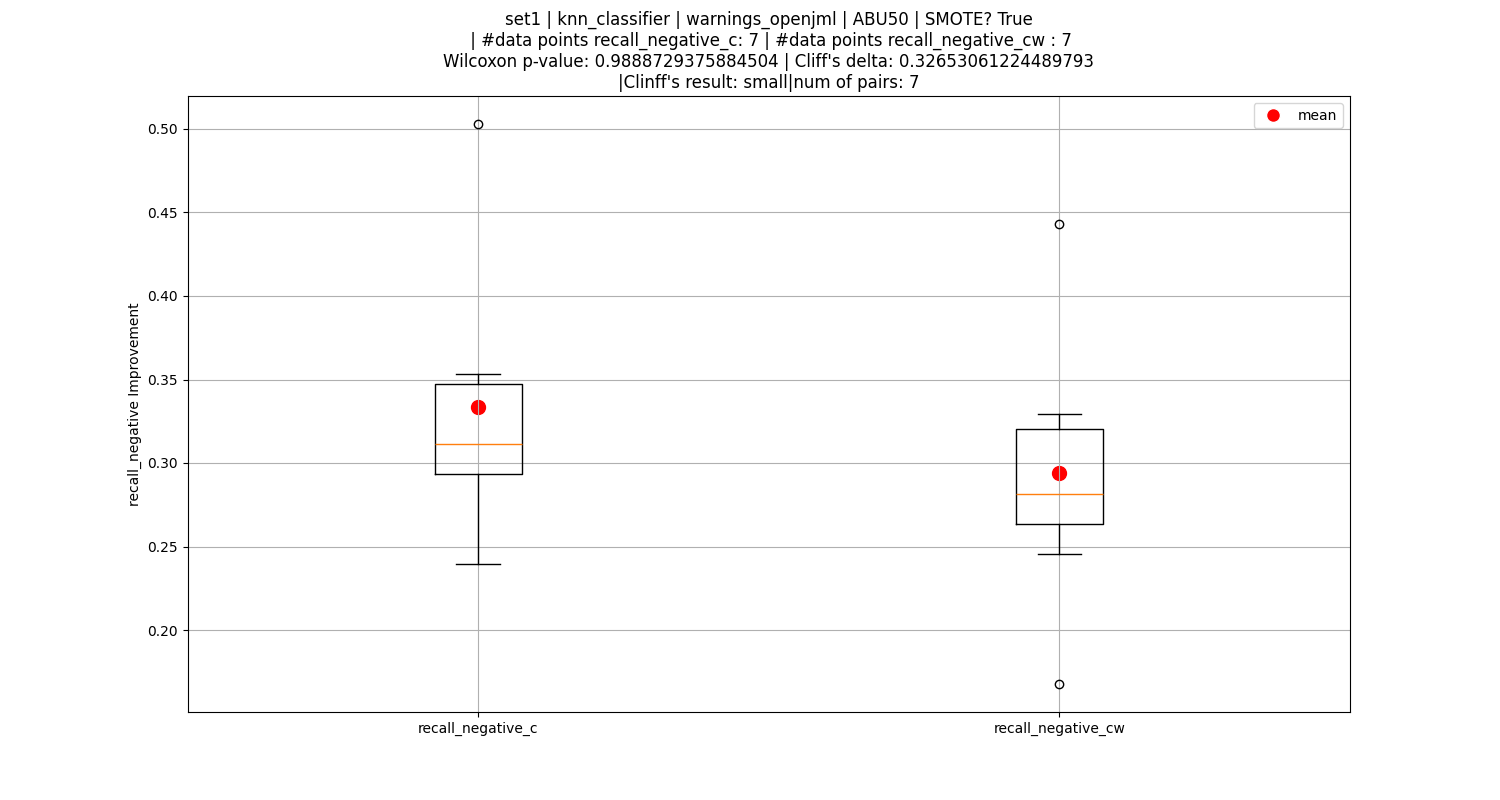 set1 | knn_classifier | warnings_openjml | ABU50 | SMOTE? True
| #data points recall_negative_c: 7 | #data points recall_negative_cw : 7
Wilcoxon p-value: 0.9888729375884504 | Cliff's delta: 0.32653061224489793
|Clinff's result: small|num of pairs: 7
mean
0.50
0.45
0.40
0.35
0.30
0.25
0.20
recall_negative Improvement
recall_negative_c
recall_negative_cw